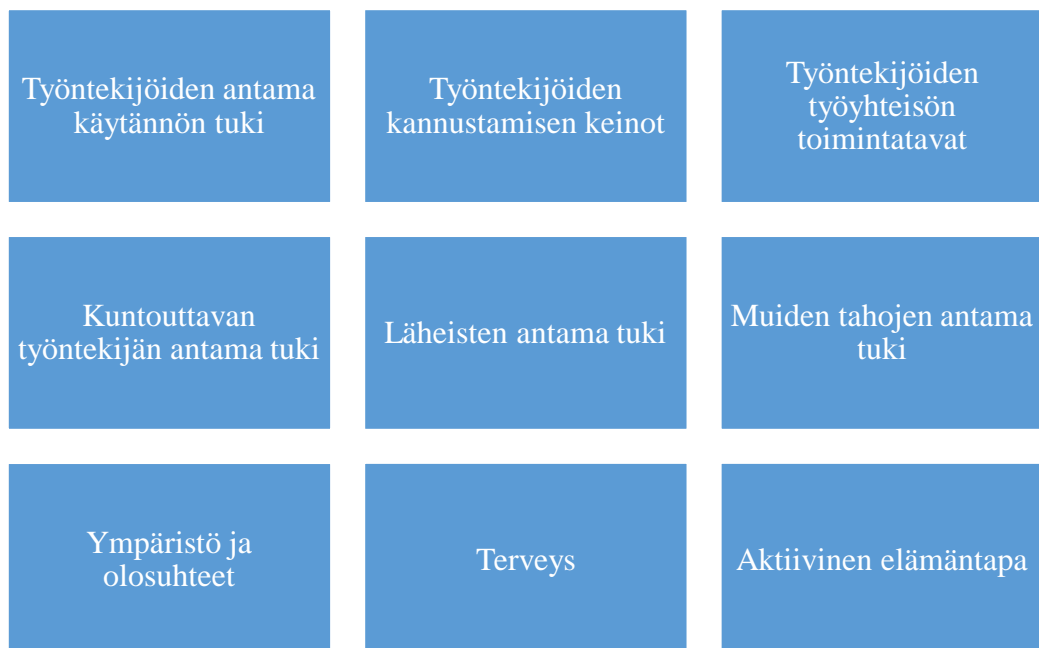 Työntekijöiden antama
käytännön tuki
Työntekijöiden
kannustamisen keinot
Työntekijöiden
työyhteisön
toimintatavat
Kuntouttavan
työntekijän antama tuki
Läheisten antama tuki
Muiden tahojen antama
tuki
Ympäristö ja
olosuhteet
Terveys
Aktiivinen elämäntapa